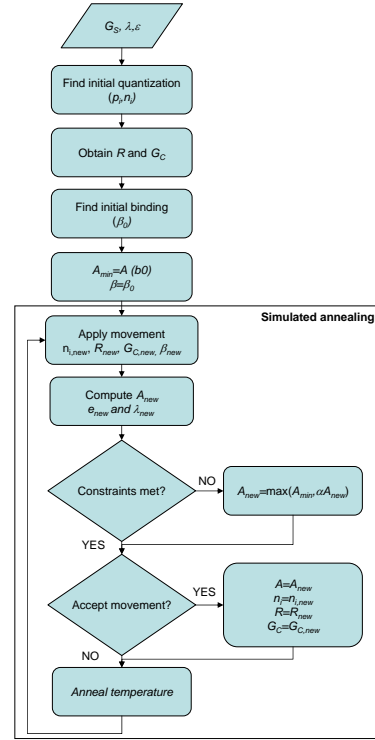 G_S, λ,ε
Find initial quantization
(p_i,n_i)
Obtain R and G_C
Find initial binding
(β_0)
A_min=A (b0)
β=β_0
Simulated annealing
Apply movement
n_i,new, R_new, G_C,new, β_new
Compute A_new
e_new and λ_new
Constraints met?
NO
A_new=max(A_min,αA_new)
YES
Accept movement?
YES
A=A_new
n_i=n_i,new
R=R_new
G_C=G_C,new
NO
Anneal temperature